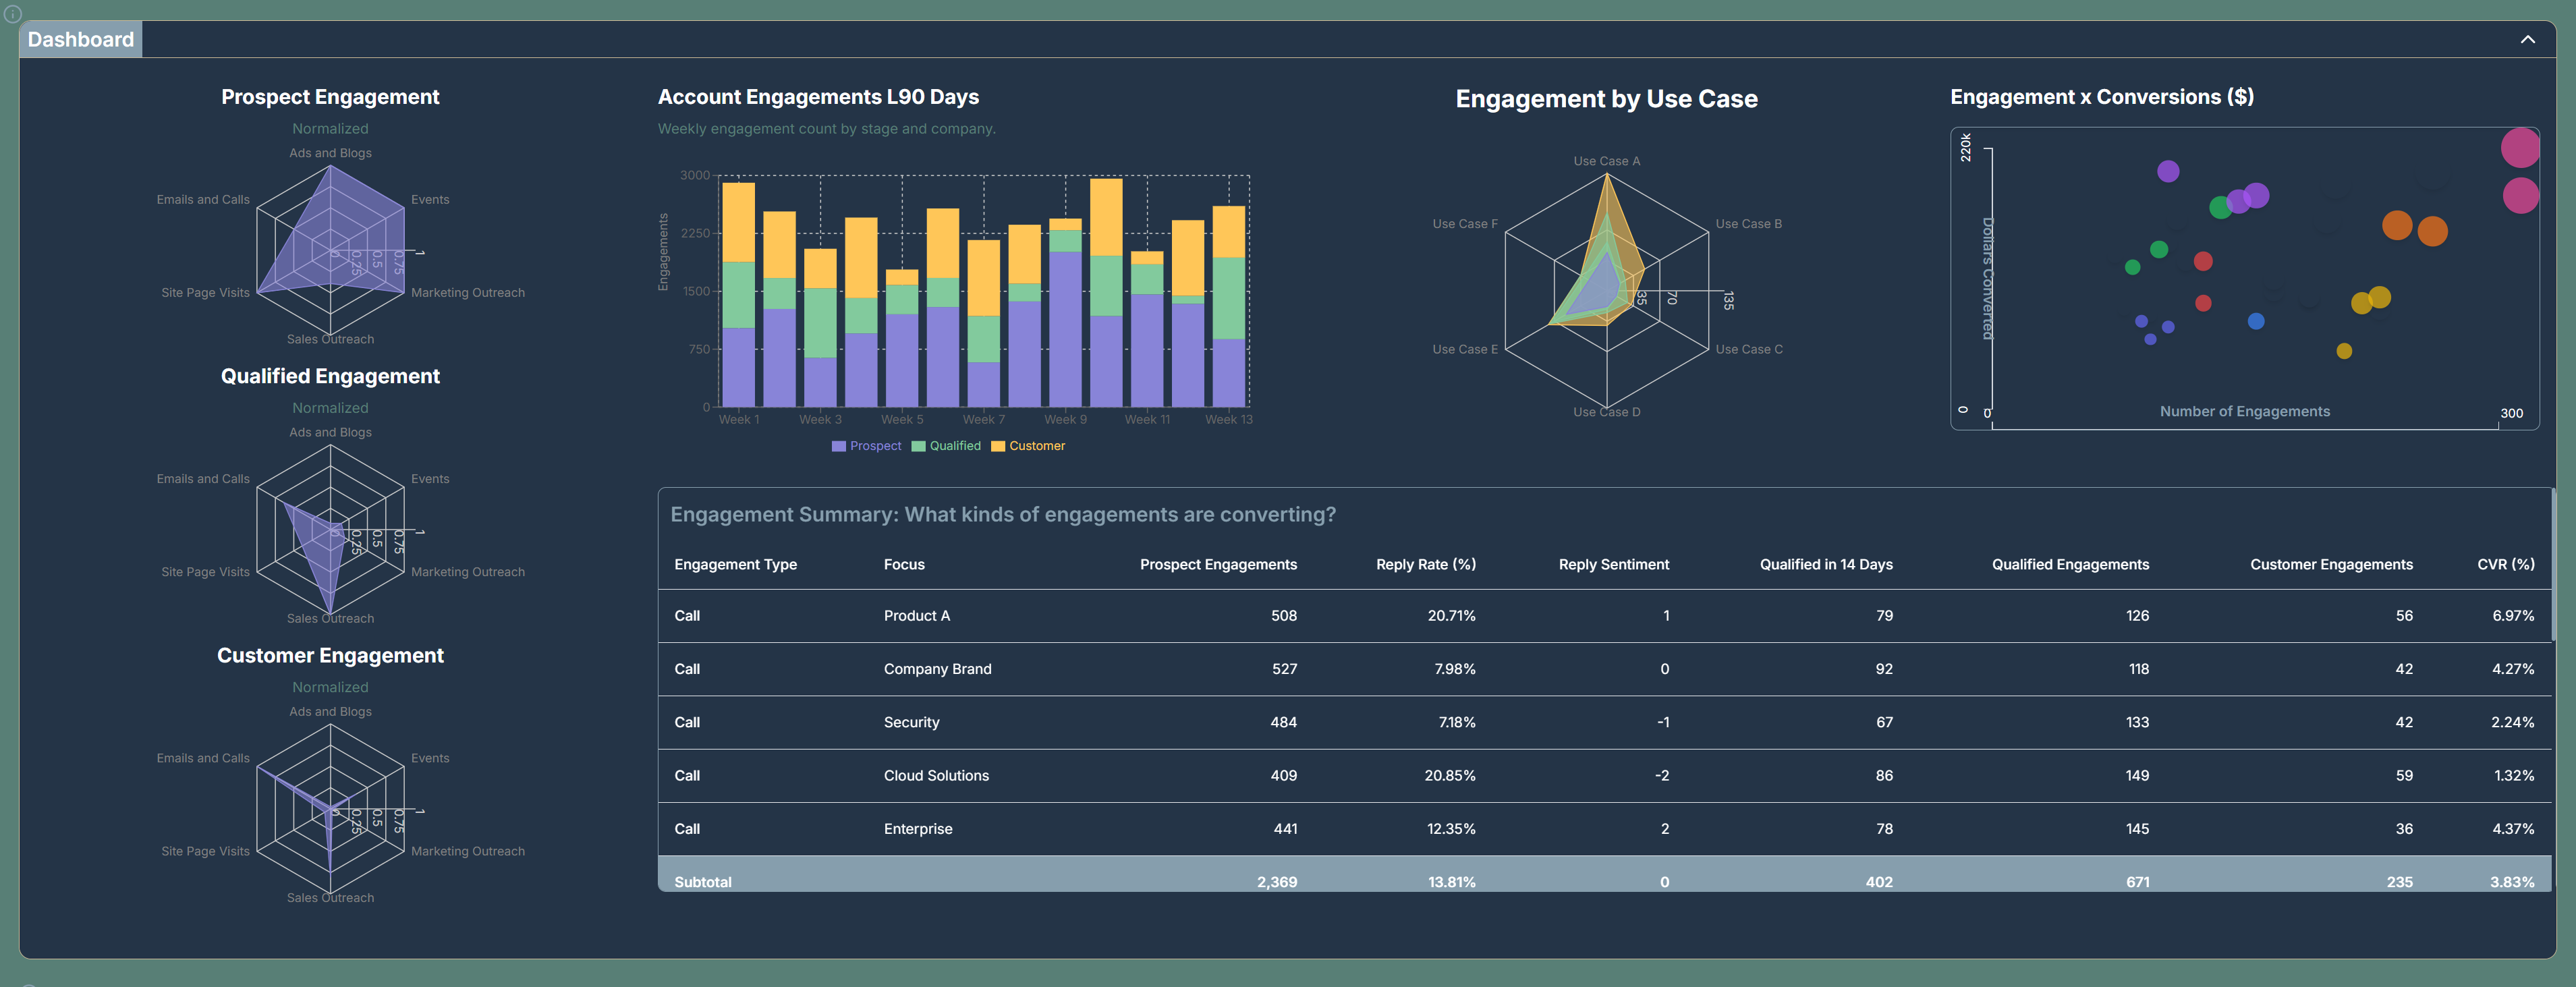 Dashboard
Prospect Engagement
Normalized
Ads and Blogs
Emails and Calls
Events
Site Page Visits
Marketing Outreach
Sales Outreach
0
0.25
0.5
0.75
1
Qualified Engagement
Normalized
Ads and Blogs
Emails and Calls
Events
Site Page Visits
Marketing Outreach
Sales Outreach
0
0.25
0.5
0.75
1
Customer Engagement
Normalized
Ads and Blogs
Emails and Calls
Events
Site Page Visits
Marketing Outreach
Sales Outreach
0
0.25
0.5
0.75
1
Account Engagements L90 Days
Weekly engagement count by stage and company.
Engagements
3000
2250
1500
750
0
Week 1 Week 3 Week 5 Week 7 Week 9 Week 11 Week 13
Prospect Qualified Customer
Engagement by Use Case
Use Case A
Use Case F
Use Case B
Use Case E
Use Case C
Use Case D
35
70
135
Engagement x Conversions ($)
220k
Dollars Converted
0
0
Number of Engagements
300
Engagement Summary: What kinds of engagements are converting?
Engagement Type Focus Prospect Engagements Reply Rate (%) Reply Sentiment Qualified in 14 Days Qualified Engagements Customer Engagements CVR (%)
Call Product A 508 20.71% 1 79 126 56 6.97%
Call Company Brand 527 7.98% 0 92 118 42 4.27%
Call Security 484 7.18% -1 67 133 42 2.24%
Call Cloud Solutions 409 20.85% -2 86 149 59 1.32%
Call Enterprise 441 12.35% 2 78 145 36 4.37%
Subtotal 2,369 13.81% 0 402 671 235 3.83%